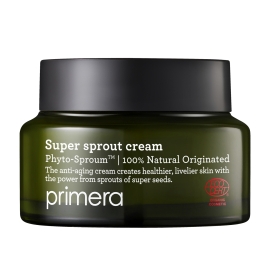 Super sprout cream
Phyto-Sproum™ | 100% Natural Originated
The anti-aging cream creates healthier, livelier skin with
the power from sprouts of super seeds.
primera